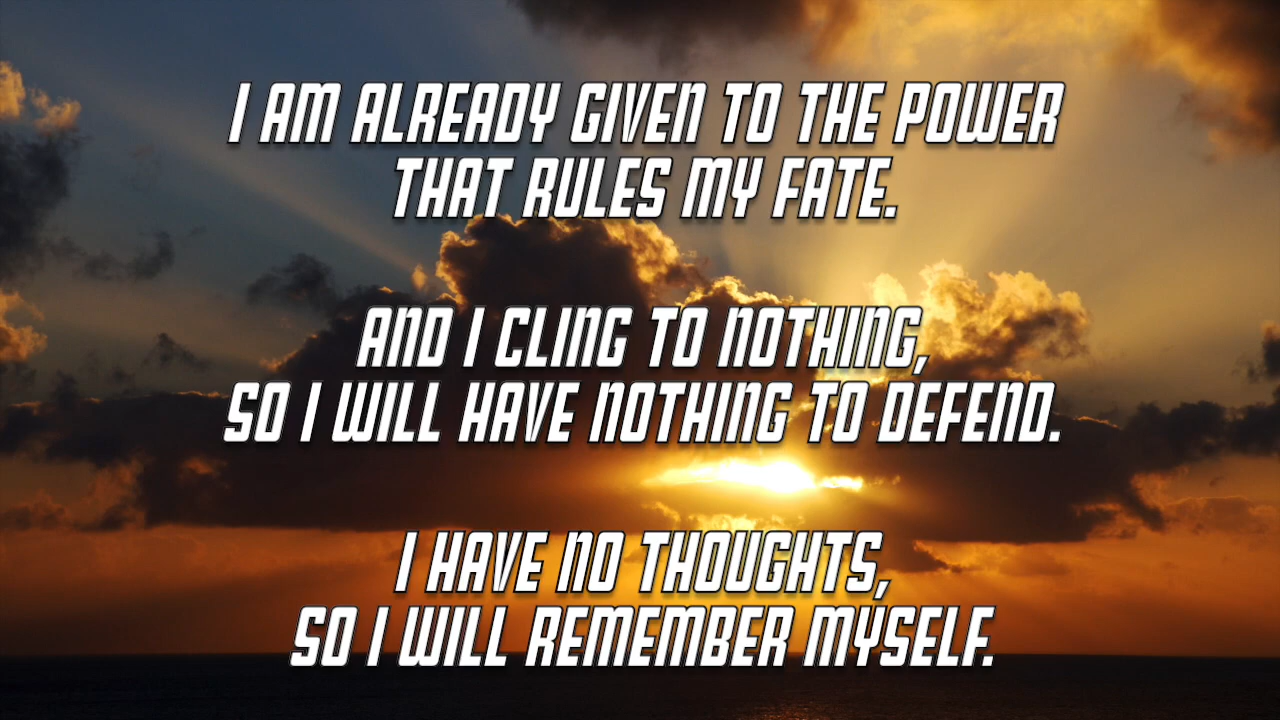 I AM ALREADY GIVEN TO THE POWER
THAT RULES MY FATE.
AND I CLING TO NOTHING,
SO I WILL HAVE NOTHING TO DEFEND.
I HAVE NO THOUGHTS,
SO I WILL REMEMBER MYSELF.